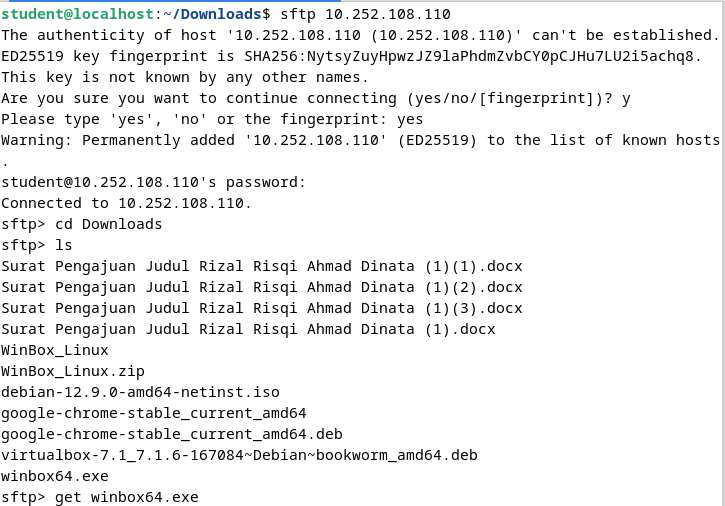 student@localhost:~/Downloads$ sftp 10.252.108.110
The authenticity of host '10.252.108.110 (10.252.108.110)' can't be established.
ED25519 key fingerprint is SHA256:NytsyZuyHpwzJZ9laPhdmZvbCY0pCJHu7LU2i5achq8.
This key is not known by any other names.
Are you sure you want to continue connecting (yes/no/[fingerprint])? y
Please type 'yes', 'no' or the fingerprint: yes
Warning: Permanently added '10.252.108.110' (ED25519) to the list of known hosts
.
student@10.252.108.110's password:
Connected to 10.252.108.110.
sftp> cd Downloads
sftp> ls
Surat Pengajuan Judul Rizal Risqi Ahmad Dinata (1)(1).docx
Surat Pengajuan Judul Rizal Risqi Ahmad Dinata (1)(2).docx
Surat Pengajuan Judul Rizal Risqi Ahmad Dinata (1)(3).docx
Surat Pengajuan Judul Rizal Risqi Ahmad Dinata (1).docx
WinBox_Linux
WinBox_Linux.zip
debian-12.9.0-amd64-netinst.iso
google-chrome-stable_current_amd64
google-chrome-stable_current_amd64.deb
virtualbox-7.1_7.1.6-167084~Debian~bookworm_amd64.deb
winbox64.exe
sftp> get winbox64.exe